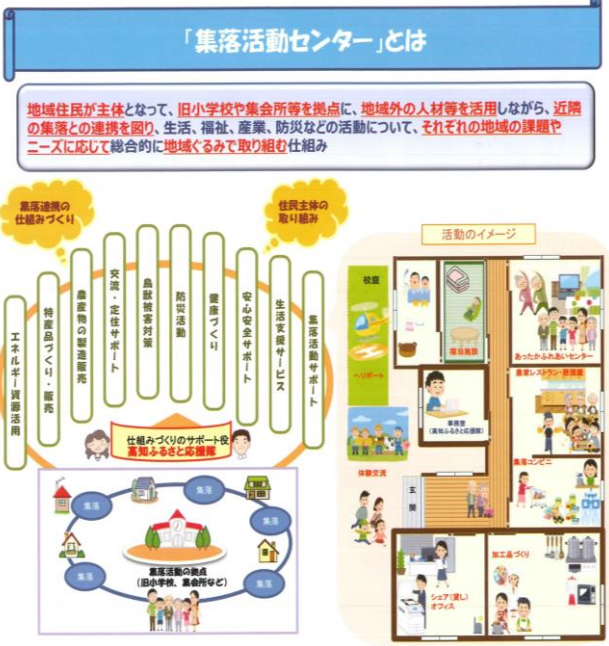 「集落活動センター」とは
地域住民が主体となって、旧小学校や集会所等を拠点に、地域外の人材等を活用しながら、近隣
の集落との連携を図り、生活、福祉、産業、防災などの活動について、それぞれの地域の課題や
ニーズに応じて総合的に地域ぐるみで取り組む仕組み
集落連携の
仕組みづくり
住民主体の
取り組み
エネルギー資源活用
特産品づくり・販売
農産物の製造販売
交流・定住サポート
鳥獣被害対策
防災活動
健康づくり
安心安全サポート
生活支援サービス
集落活動サポート
仕組みづくりのサポート役
高知ふるさと応援隊
集落
集落
集落
集落
集落
集落
集落活動の拠点
(旧小学校、集会所など)
活動のイメージ
校庭
ヘリポート
宿泊施設
あったかふれあいセンター
農家レストラン・居酒屋
事務室
(高知ふるさと応援隊)
体験交流
玄関
集落コンビニ
加工品づくり
シェア(貸し)
オフィス